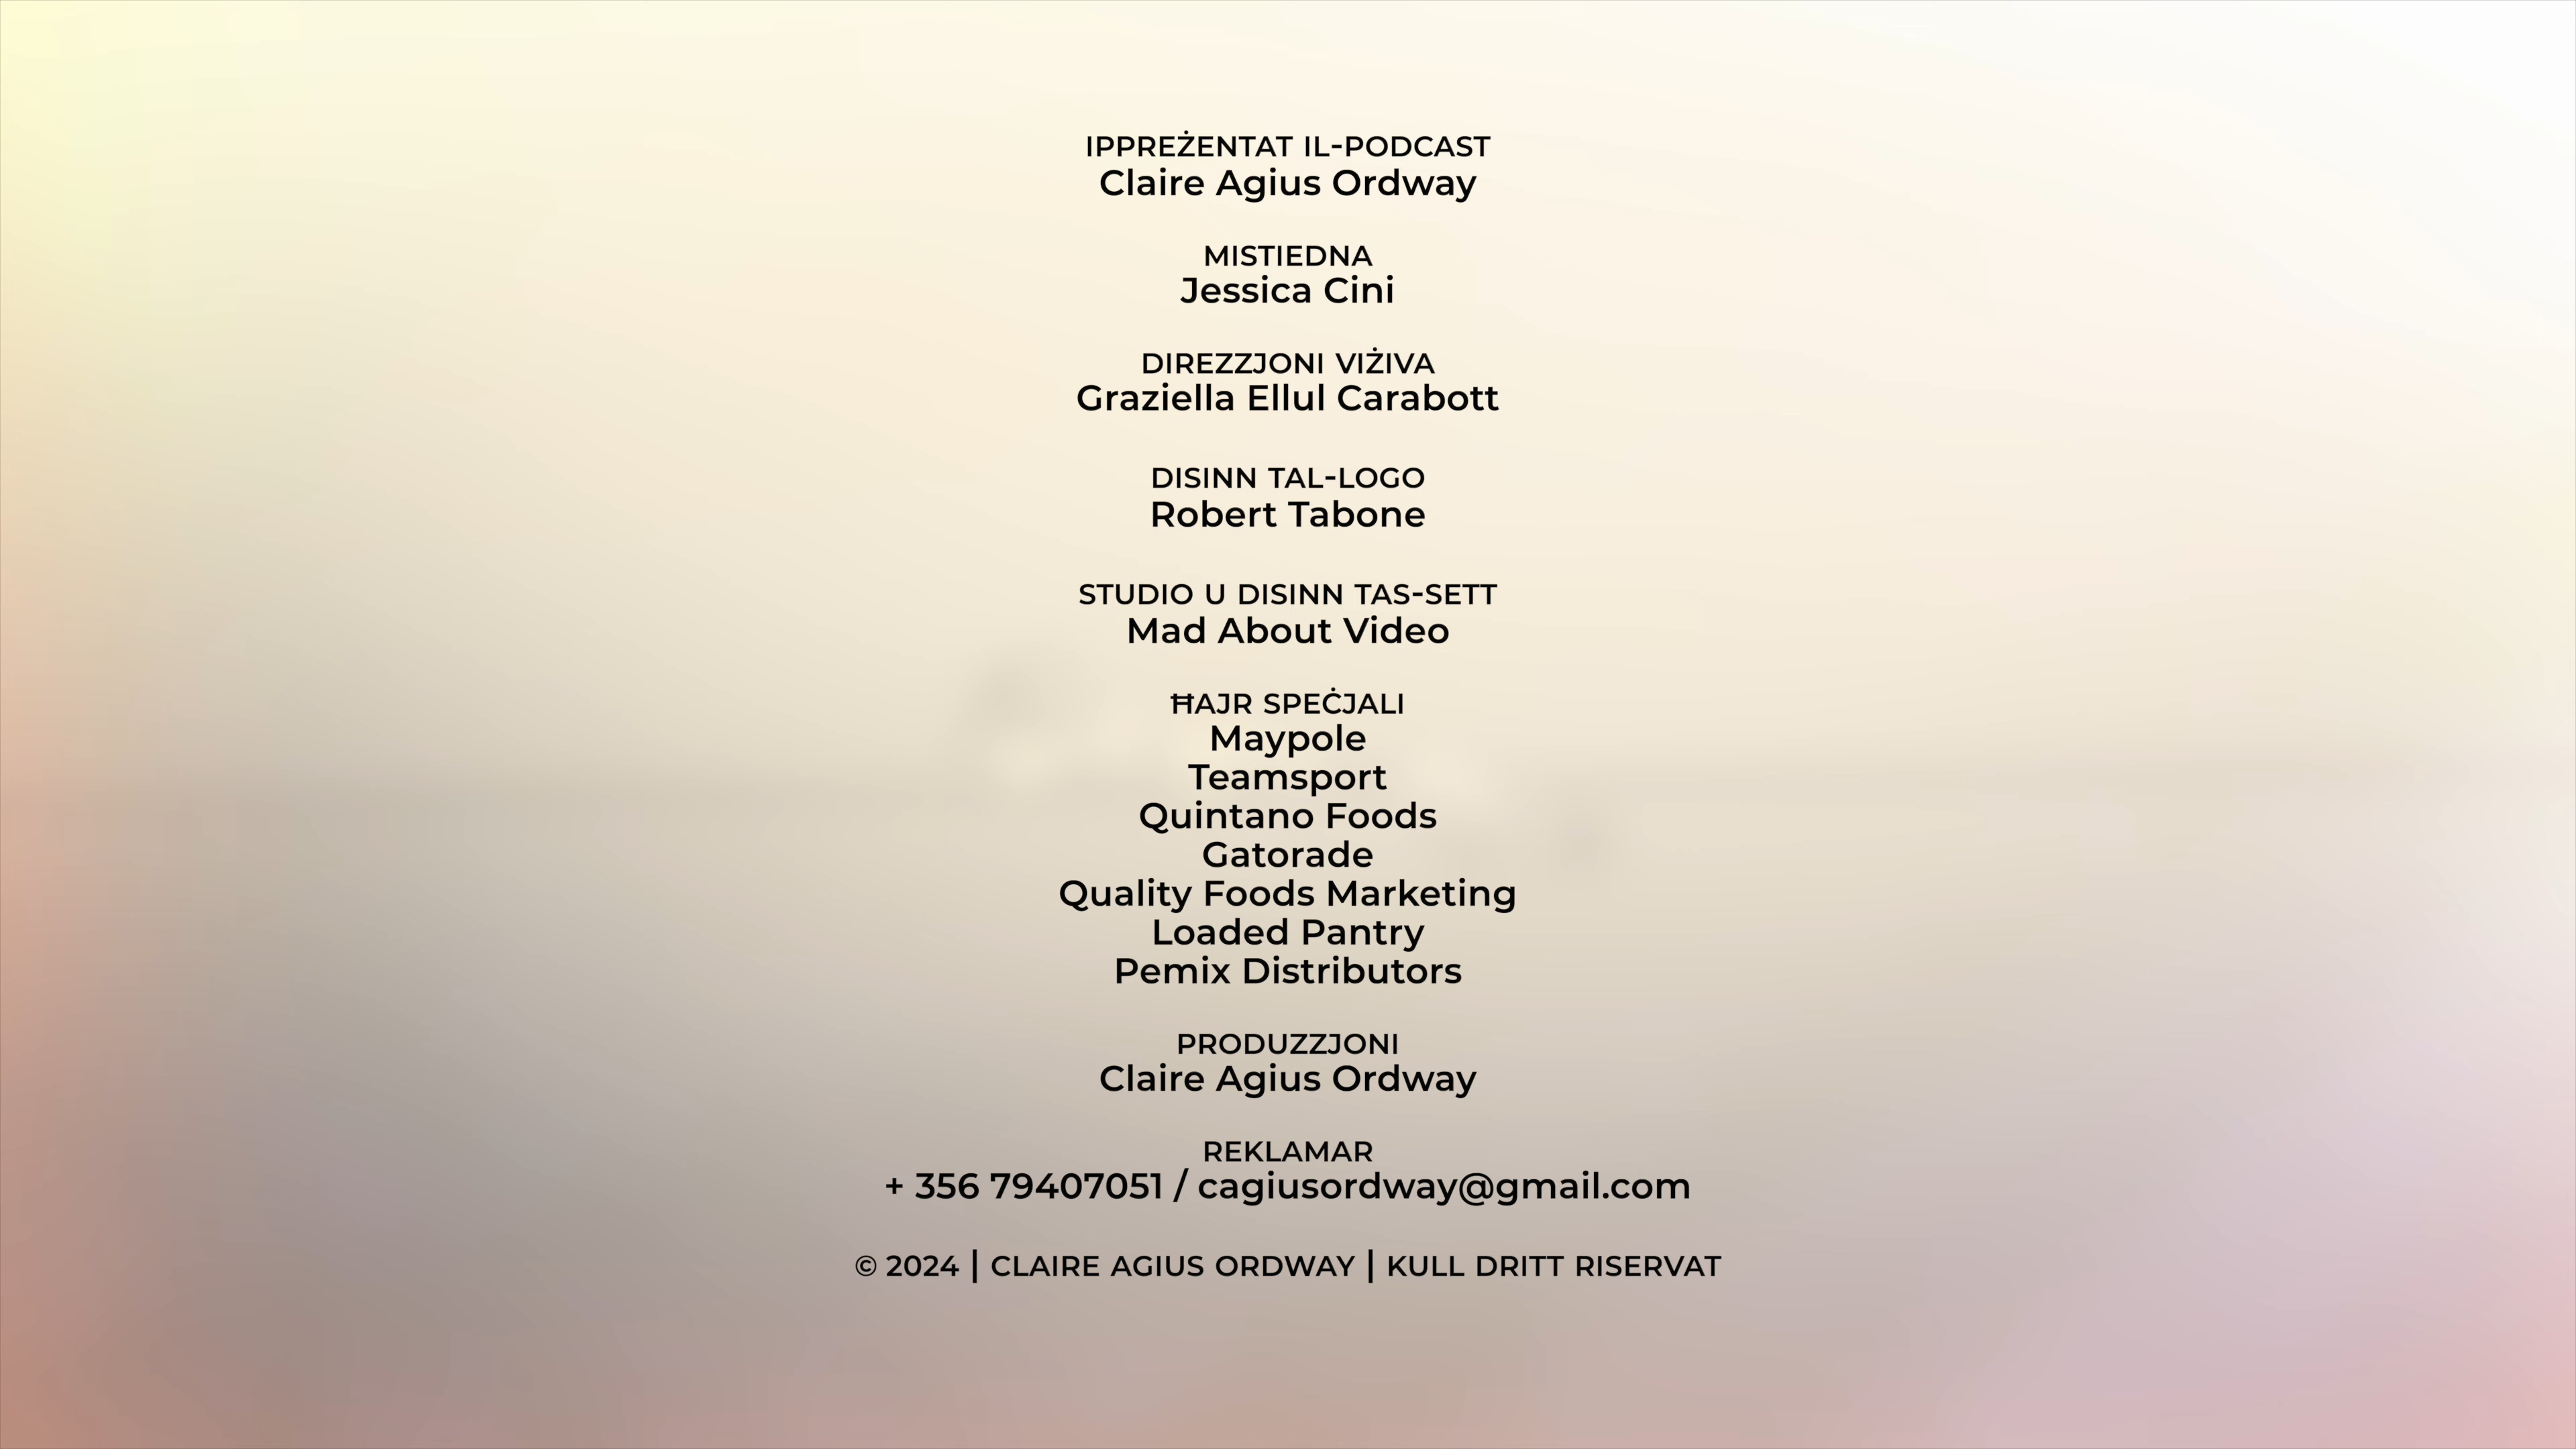 IPPREŻENTAT IL-PODCAST
Claire Agius Ordway
MISTIEDNA
Jessica Cini
DIREZZJONI VIŻIVA
Graziella Ellul Carabott
DISINN TAL-LOGO
Robert Tabone
STUDIO U DISINN TAS-SETT
Mad About Video
ĦAJR SPEĊJALI
Maypole
Teamsport
Quintano Foods
Gatorade
Quality Foods Marketing
Loaded Pantry
Pemix Distributors
PRODUZZJONI
Claire Agius Ordway
REKLAMAR
+ 356 79407051 / cagiusordway@gmail.com
© 2024 | CLAIRE AGIUS ORDWAY | KULL DRITT RISERVAT